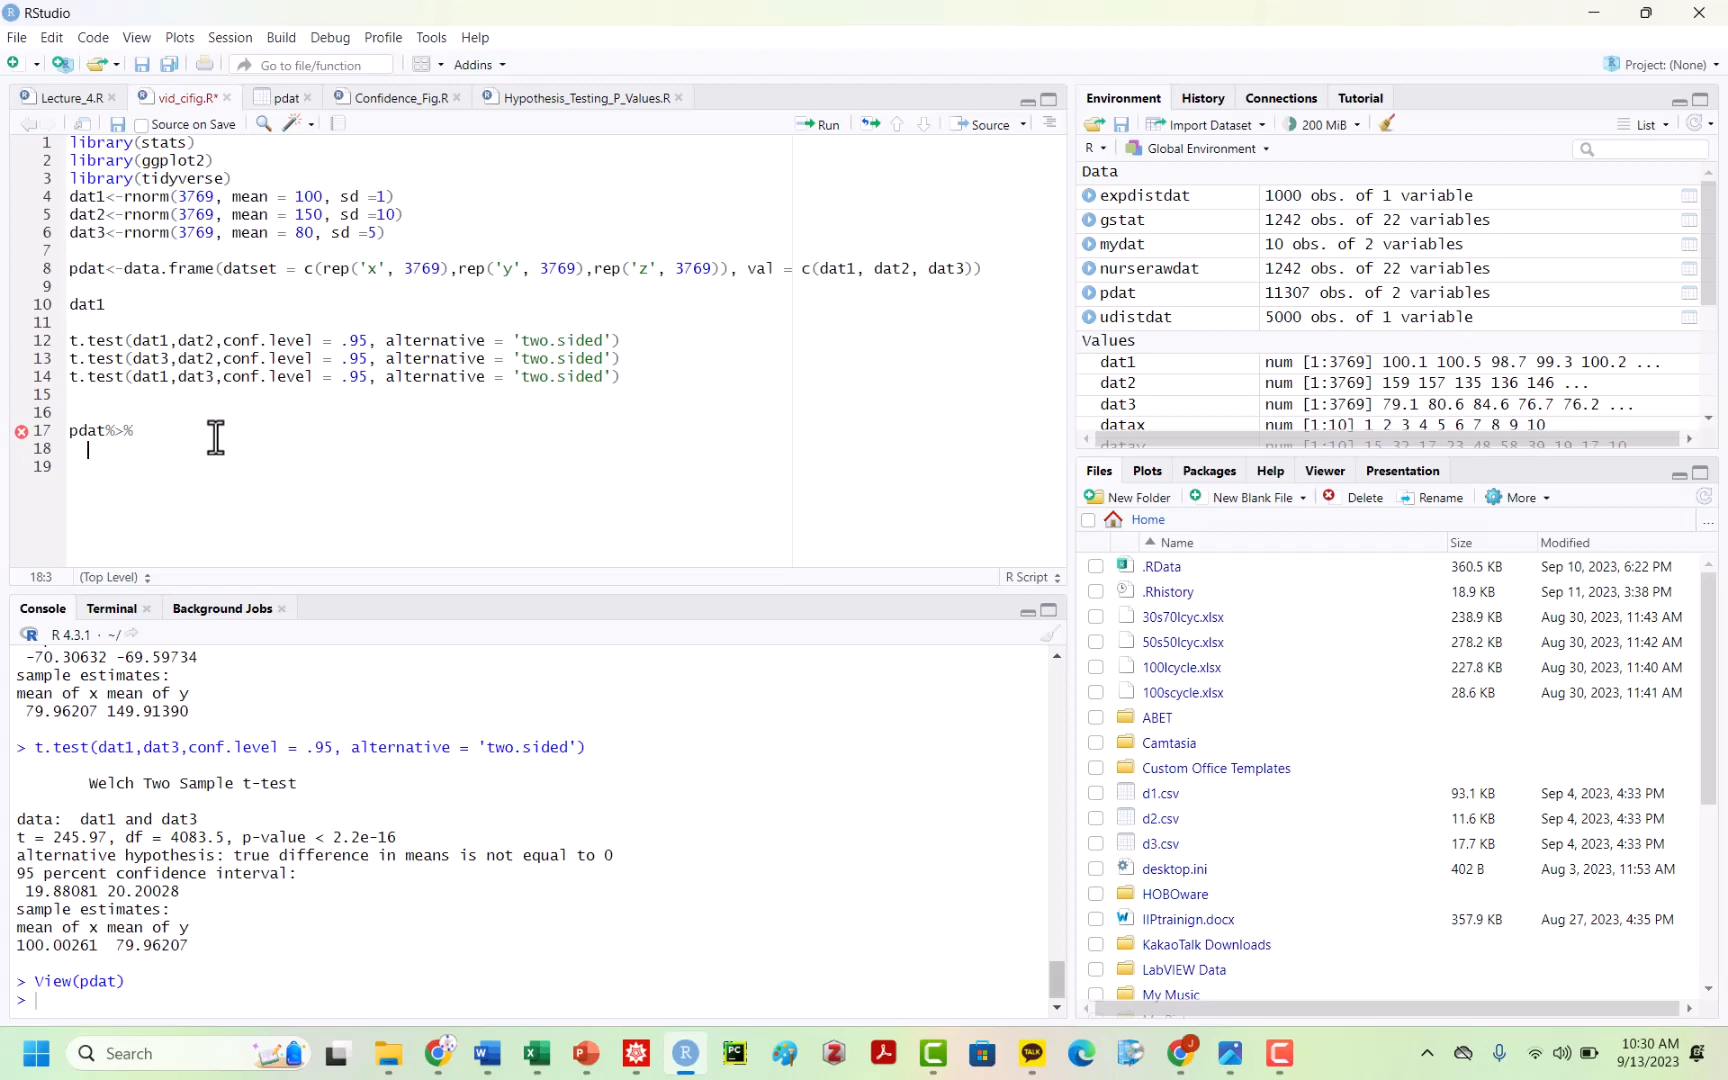 RStudio
File Edit Code View Plots Session Build Debug Profile Tools Help
Go to file/function Addins Project: (None)
Lecture_4.R vid_cifig.R* pdat Confidence_Fig.R Hypothesis_Testing_P_Values.R
Source on Save Run Source
1 library(stats)
2 library(ggplot2)
3 library(tidyverse)
4 dat1<-rnorm(3769, mean = 100, sd =1)
5 dat2<-rnorm(3769, mean = 150, sd =10)
6 dat3<-rnorm(3769, mean = 80, sd =5)
7
8 pdat<-data.frame(datset = c(rep('x', 3769),rep('y', 3769),rep('z', 3769)), val = c(dat1, dat2, dat3))
9
10 dat1
11
12 t.test(dat1,dat2,conf.level = .95, alternative = 'two.sided')
13 t.test(dat3,dat2,conf.level = .95, alternative = 'two.sided')
14 t.test(dat1,dat3,conf.level = .95, alternative = 'two.sided')
15
16
17 pdat%>%
18
19
18:3 (Top Level) R Script
Console Terminal Background Jobs
R R 4.3.1 · ~/
-70.30632 -69.59734
sample estimates:
mean of x mean of y
79.96207 149.91390
> t.test(dat1,dat3,conf.level = .95, alternative = 'two.sided')
Welch Two Sample t-test
data: dat1 and dat3
t = 245.97, df = 4083.5, p-value < 2.2e-16
alternative hypothesis: true difference in means is not equal to 0
95 percent confidence interval:
19.88081 20.20028
sample estimates:
mean of x mean of y
100.00261 79.96207
> View(pdat)
>
Environment History Connections Tutorial
Import Dataset 200 MiB List
R Global Environment
Data
expdistdat 1000 obs. of 1 variable
gstat 1242 obs. of 22 variables
mydat 10 obs. of 2 variables
nurserawdat 1242 obs. of 22 variables
pdat 11307 obs. of 2 variables
udistdat 5000 obs. of 1 variable
Values
dat1 num [1:3769] 100.1 100.5 98.7 99.3 100.2 ...
dat2 num [1:3769] 159 157 135 136 146 ...
dat3 num [1:3769] 79.1 80.6 84.6 76.7 76.2 ...
datax num [1:10] 1 2 3 4 5 6 7 8 9 10
datay num [1:10] 15 32 17 23 48 58 39 19 17 10
Files Plots Packages Help Viewer Presentation
New Folder New Blank File Delete Rename More
Home ...
Name Size Modified
.RData 360.5 KB Sep 10, 2023, 6:22 PM
.Rhistory 18.9 KB Sep 11, 2023, 3:38 PM
30s70lcyc.xlsx 238.9 KB Aug 30, 2023, 11:43 AM
50s50lcyc.xlsx 278.2 KB Aug 30, 2023, 11:42 AM
100lcycle.xlsx 227.8 KB Aug 30, 2023, 11:40 AM
100scycle.xlsx 28.6 KB Aug 30, 2023, 11:41 AM
ABET
Camtasia
Custom Office Templates
d1.csv 93.1 KB Sep 4, 2023, 4:33 PM
d2.csv 11.6 KB Sep 4, 2023, 4:33 PM
d3.csv 17.7 KB Sep 4, 2023, 4:33 PM
desktop.ini 402 B Aug 3, 2023, 11:53 AM
HOBOware
IIPtrainign.docx 357.9 KB Aug 27, 2023, 4:35 PM
KakaoTalk Downloads
LabVIEW Data
My Music
Search
10:30 AM
9/13/2023